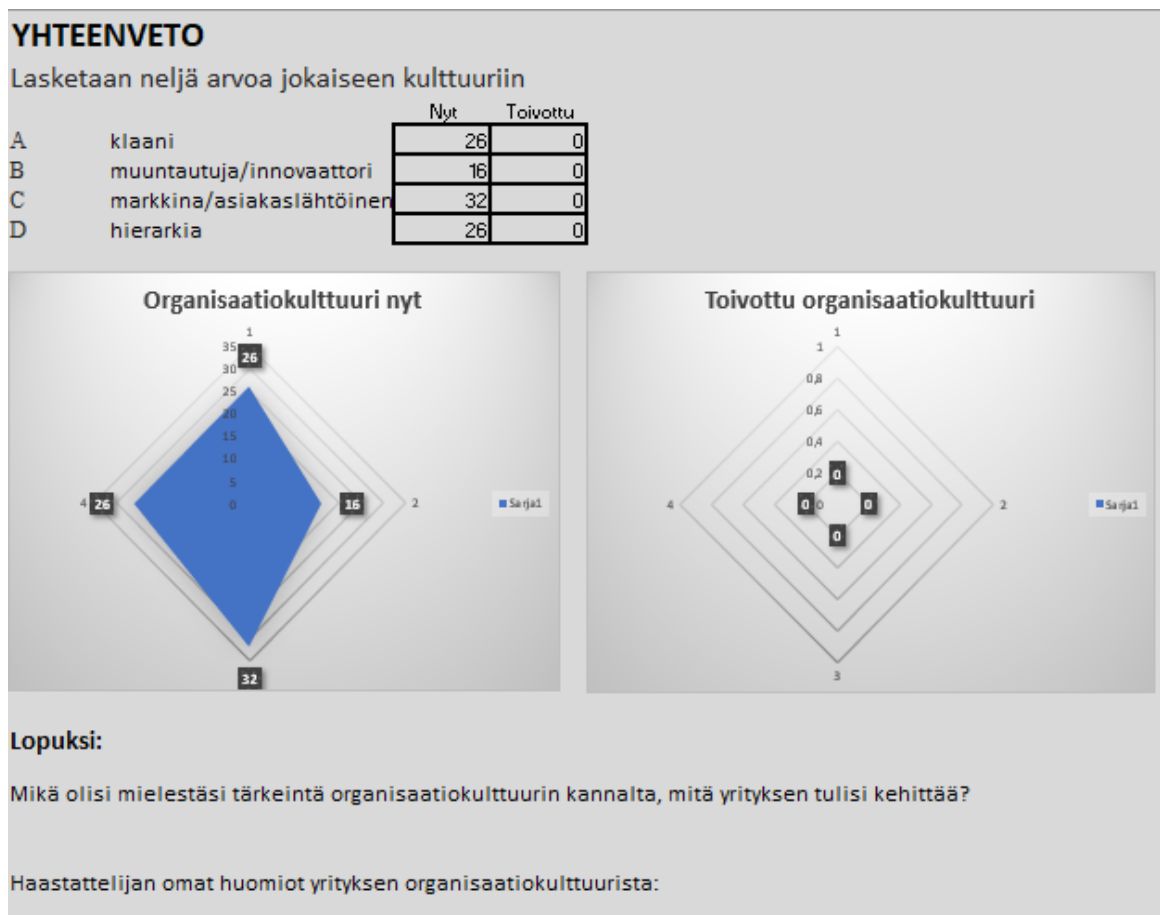 YHTEENVETO
Lasketaan neljä arvoa jokaiseen kulttuuriin
Nyt Toivottu
A klaani 26 0
B muuntautuja/innovaattori 16 0
C markkina/asiakaslähtöinen 32 0
D hierarkia 26 0
Organisaatiokulttuuri nyt
1
35
26
30
25
20
15
10
5
0
4 26
16 2
Sarja1
32
Toivottu organisaatiokulttuuri
1
1
0,8
0,6
0,4
0,2 0
4 0 0 0 2
Sarja1
0
3
Lopuksi:
Mikä olisi mielestäsi tärkeintä organisaatiokulttuurin kannalta, mitä yrityksen tulisi kehittää?
Haastattelijan omat huomiot yrityksen organisaatiokulttuurista: